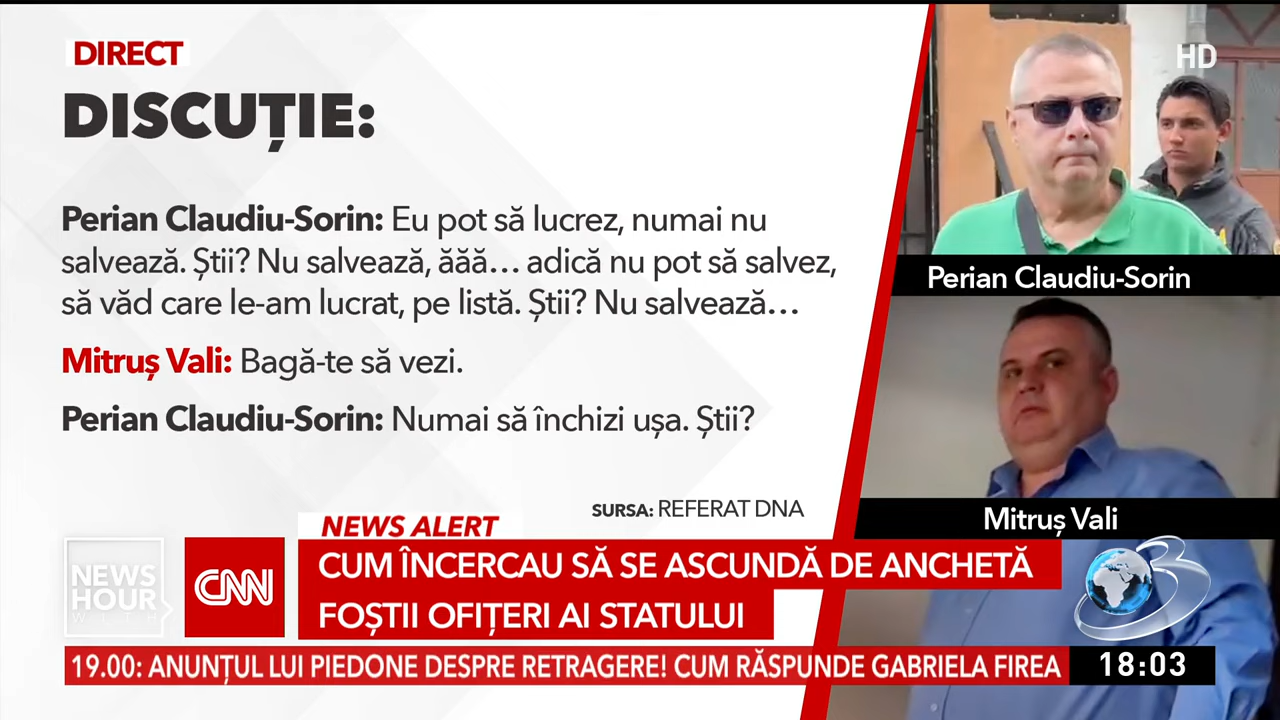 DIRECT
HD
DISCUȚIE:
Perian Claudiu-Sorin: Eu pot să lucrez, numai nu
salvează. Știi? Nu salvează, ăăă... adică nu pot să salvez,
să văd care le-am lucrat, pe listă. Știi? Nu salvează...
Mitruș Vali: Bagă-te să vezi.
Perian Claudiu-Sorin: Numai să închizi ușa. Știi?
SURSA: REFERAT DNA
Perian Claudiu-Sorin
Mitruș Vali
NEWS ALERT
NEWS
HOUR
WITH
CNN
CUM ÎNCERCAU SĂ SE ASCUNDĂ DE ANCHETĂ
FOȘTII OFIȚERI AI STATULUI
3
19.00: ANUNȚUL LUI PIEDONE DESPRE RETRAGERE! CUM RĂSPUNDE GABRIELA FIREA
18:03